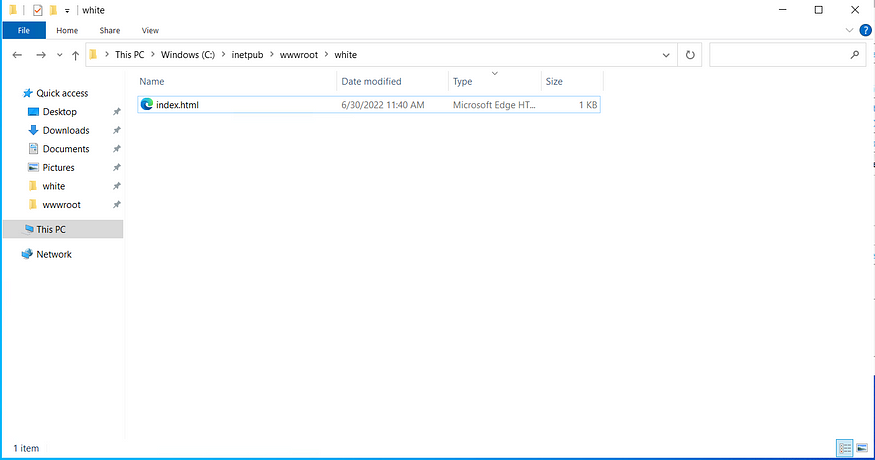 white
File Home Share View
This PC Windows (C:) inetpub wwwroot white
Name Date modified Type Size
index.html 6/30/2022 11:40 AM Microsoft Edge HT... 1 KB
Quick access
Desktop
Downloads
Documents
Pictures
white
wwwroot
This PC
Network
1 item